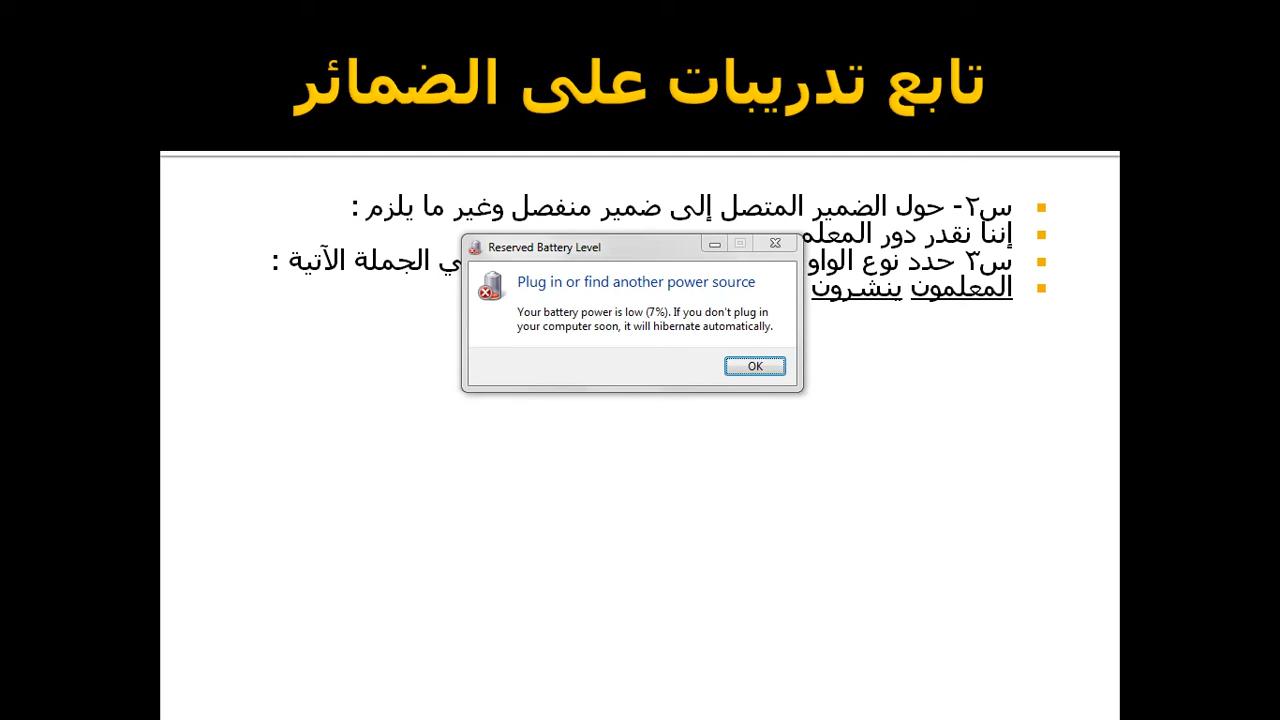 تابع تدريبات على الضمائر
س٢- حول الضمير المتصل إلى ضمير منفصل وغير ما يلزم :
إننا نقدر دور
س٣ حدد نوع الواو
الجملة الآتية :
المعلمون ينشرون
Reserved Battery Level
Plug in or find another power source
Your battery power is low (7%). If you don't plug in
your computer soon, it will hibernate automatically.
OK